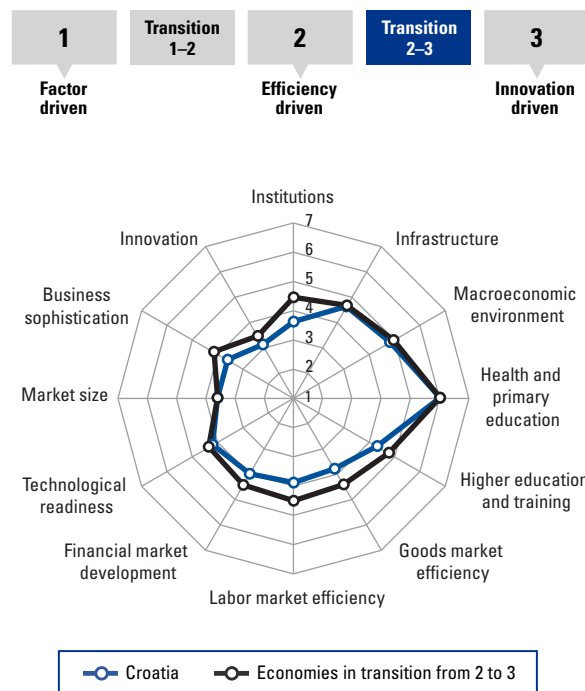 1
Transition
1–2
2
Transition
2–3
3
Factor
driven
Efficiency
driven
Innovation
driven
Institutions
7
6
5
4
3
2
1
Infrastructure
Macroeconomic
environment
Health and
primary
education
Higher education
and training
Goods market
efficiency
Labor market efficiency
Financial market
development
Technological
readiness
Market size
Business
sophistication
Innovation
Croatia
Economies in transition from 2 to 3